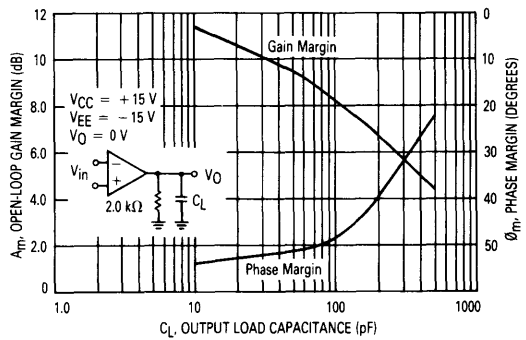 12
10
8.0
6.0
4.0
2.0
0
Am, OPEN-LOOP GAIN MARGIN (dB)
Gain Margin
VCC = +15 V
VEE = −15 V
VO = 0 V
Vin
−
+
VO
2.0 kΩ
CL
Phase Margin
0
10
20
30
40
50
Øm, PHASE MARGIN (DEGREES)
1.0
10
100
1000
CL, OUTPUT LOAD CAPACITANCE (pF)